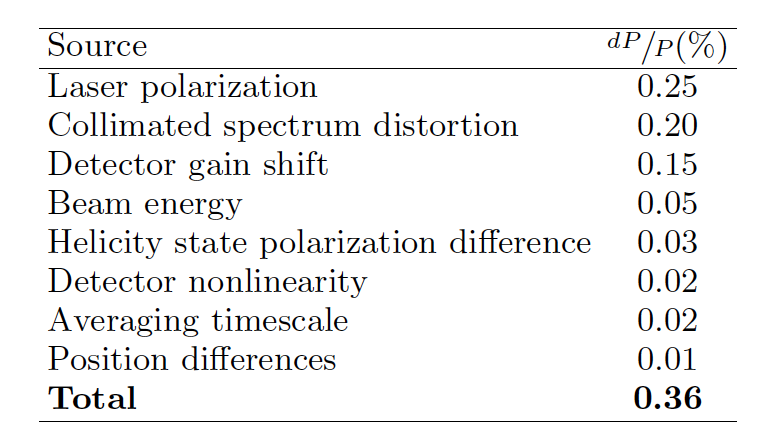 Source dP/P(%)
Laser polarization 0.25
Collimated spectrum distortion 0.20
Detector gain shift 0.15
Beam energy 0.05
Helicity state polarization difference 0.03
Detector nonlinearity 0.02
Averaging timescale 0.02
Position differences 0.01
Total 0.36